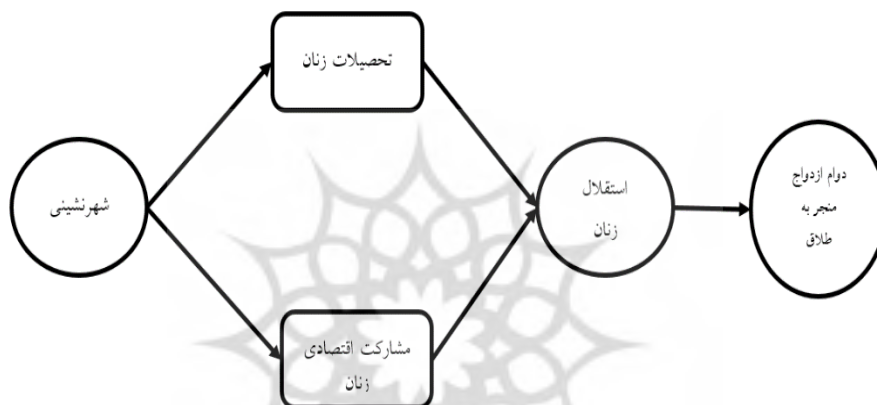 تحصیلات زنان
شهرنشینی
استقلال
زنان
دوام ازدواج
منجر به
طلاق
مشارکت اقتصادی
زنان